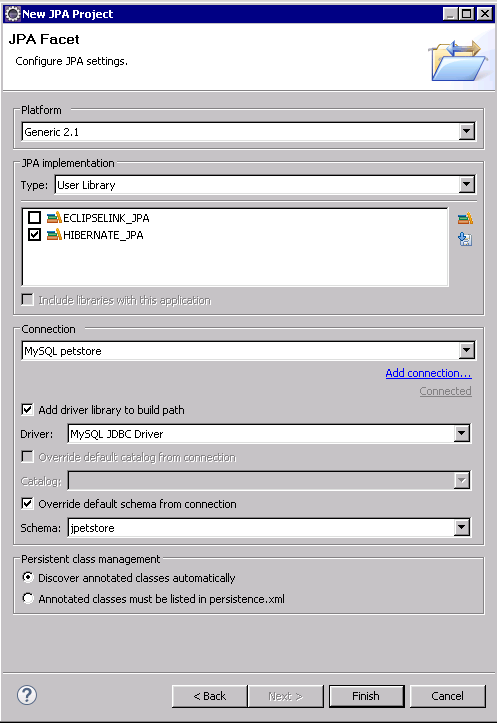 New JPA Project
JPA Facet
Configure JPA settings.
Platform
Generic 2.1
JPA implementation
Type: User Library
ECLIPSELINK_JPA
HIBERNATE_JPA
Include libraries with this application
Connection
MySQL petstore
Add connection...
Connected
Add driver library to build path
Driver: MySQL JDBC Driver
Override default catalog from connection
Catalog:
Override default schema from connection
Schema: jpetstore
Persistent class management
Discover annotated classes automatically
Annotated classes must be listed in persistence.xml
? < Back Next > Finish Cancel